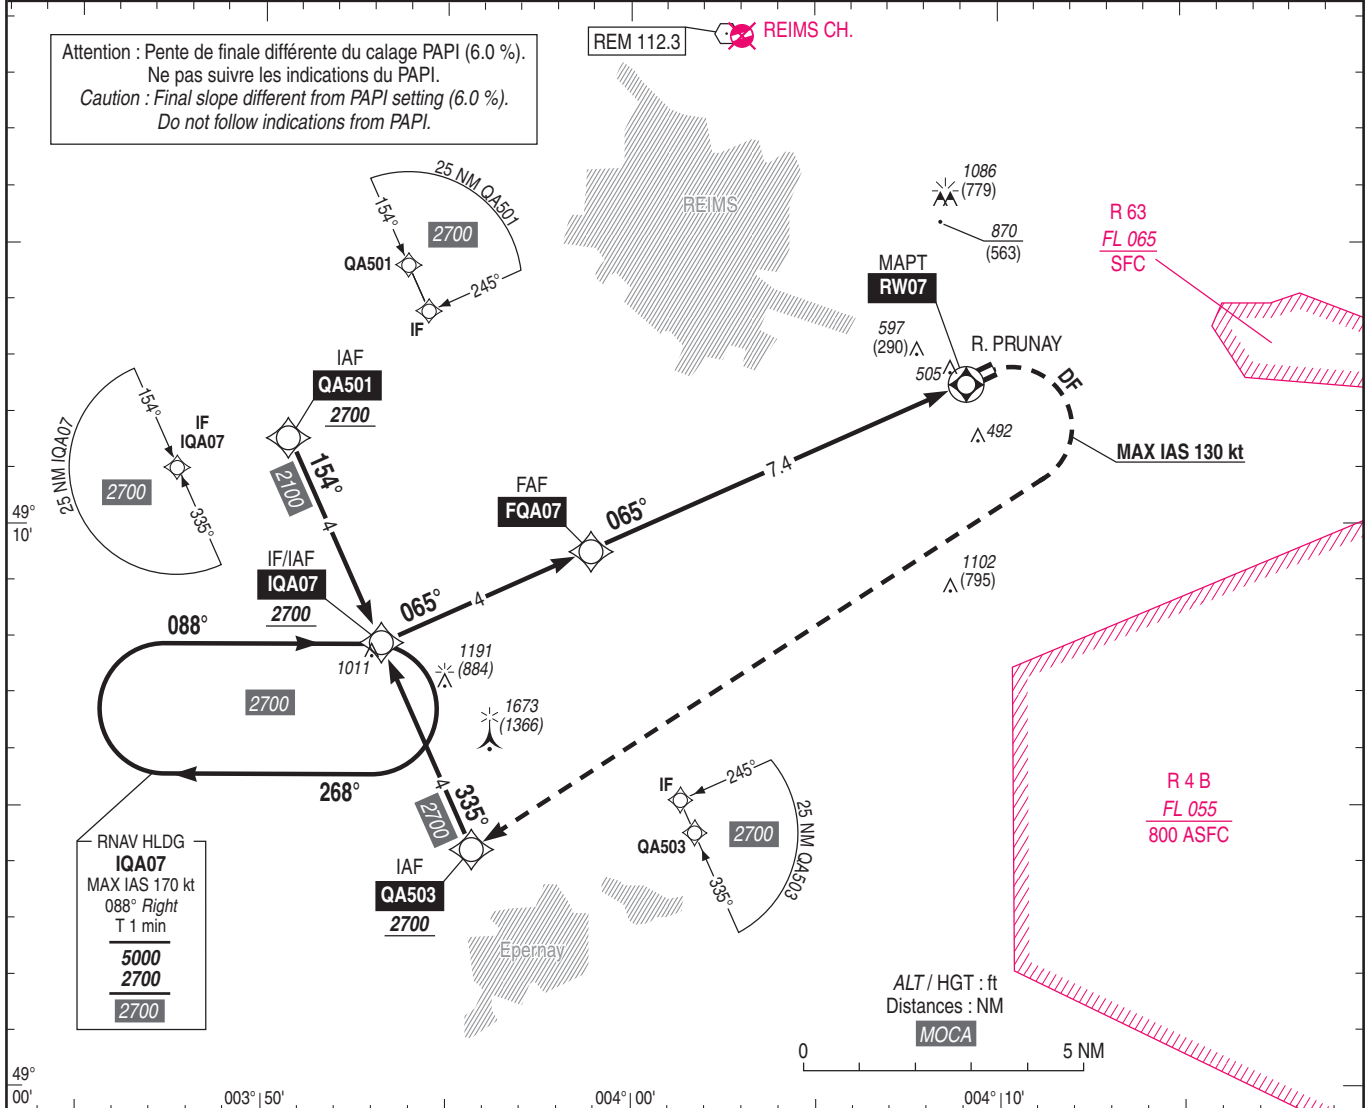 Attention : Pente de finale différente du calage PAPI (6.0 %).
Ne pas suivre les indications du PAPI.
Caution : Final slope different from PAPI setting (6.0 %).
Do not follow indications from PAPI.
REM 112.3
REIMS CH.
25 NM QA501
154°
2700
QA501
245°
IF
REIMS
1086
(779)
870
(563)
R 63
FL 065
SFC
MAPT
RW07
597
(290)
R. PRUNAY
505
DF
492
MAX IAS 130 kt
IAF
QA501
2700
154°
IF
IQA07
25 NM IQA07
2700
335°
154°
2100
4
7.4
FAF
FQA07
065°
49°
10'
IF/IAF
IQA07
2700
065°
4
1102
(795)
088°
1011
1191
(884)
2700
1673
(1366)
268°
4
335°
2700
IF
245°
QA503
2700
25 NM QA503
335°
R 4 B
FL 055
800 ASFC
RNAV HLDG
IQA07
MAX IAS 170 kt
088° Right
T 1 min
5000
2700
2700
IAF
QA503
2700
Epernay
ALT / HGT : ft
Distances : NM
MOCA
0
5 NM
49°
00'
003° 50'
004° 00'
004° 10'